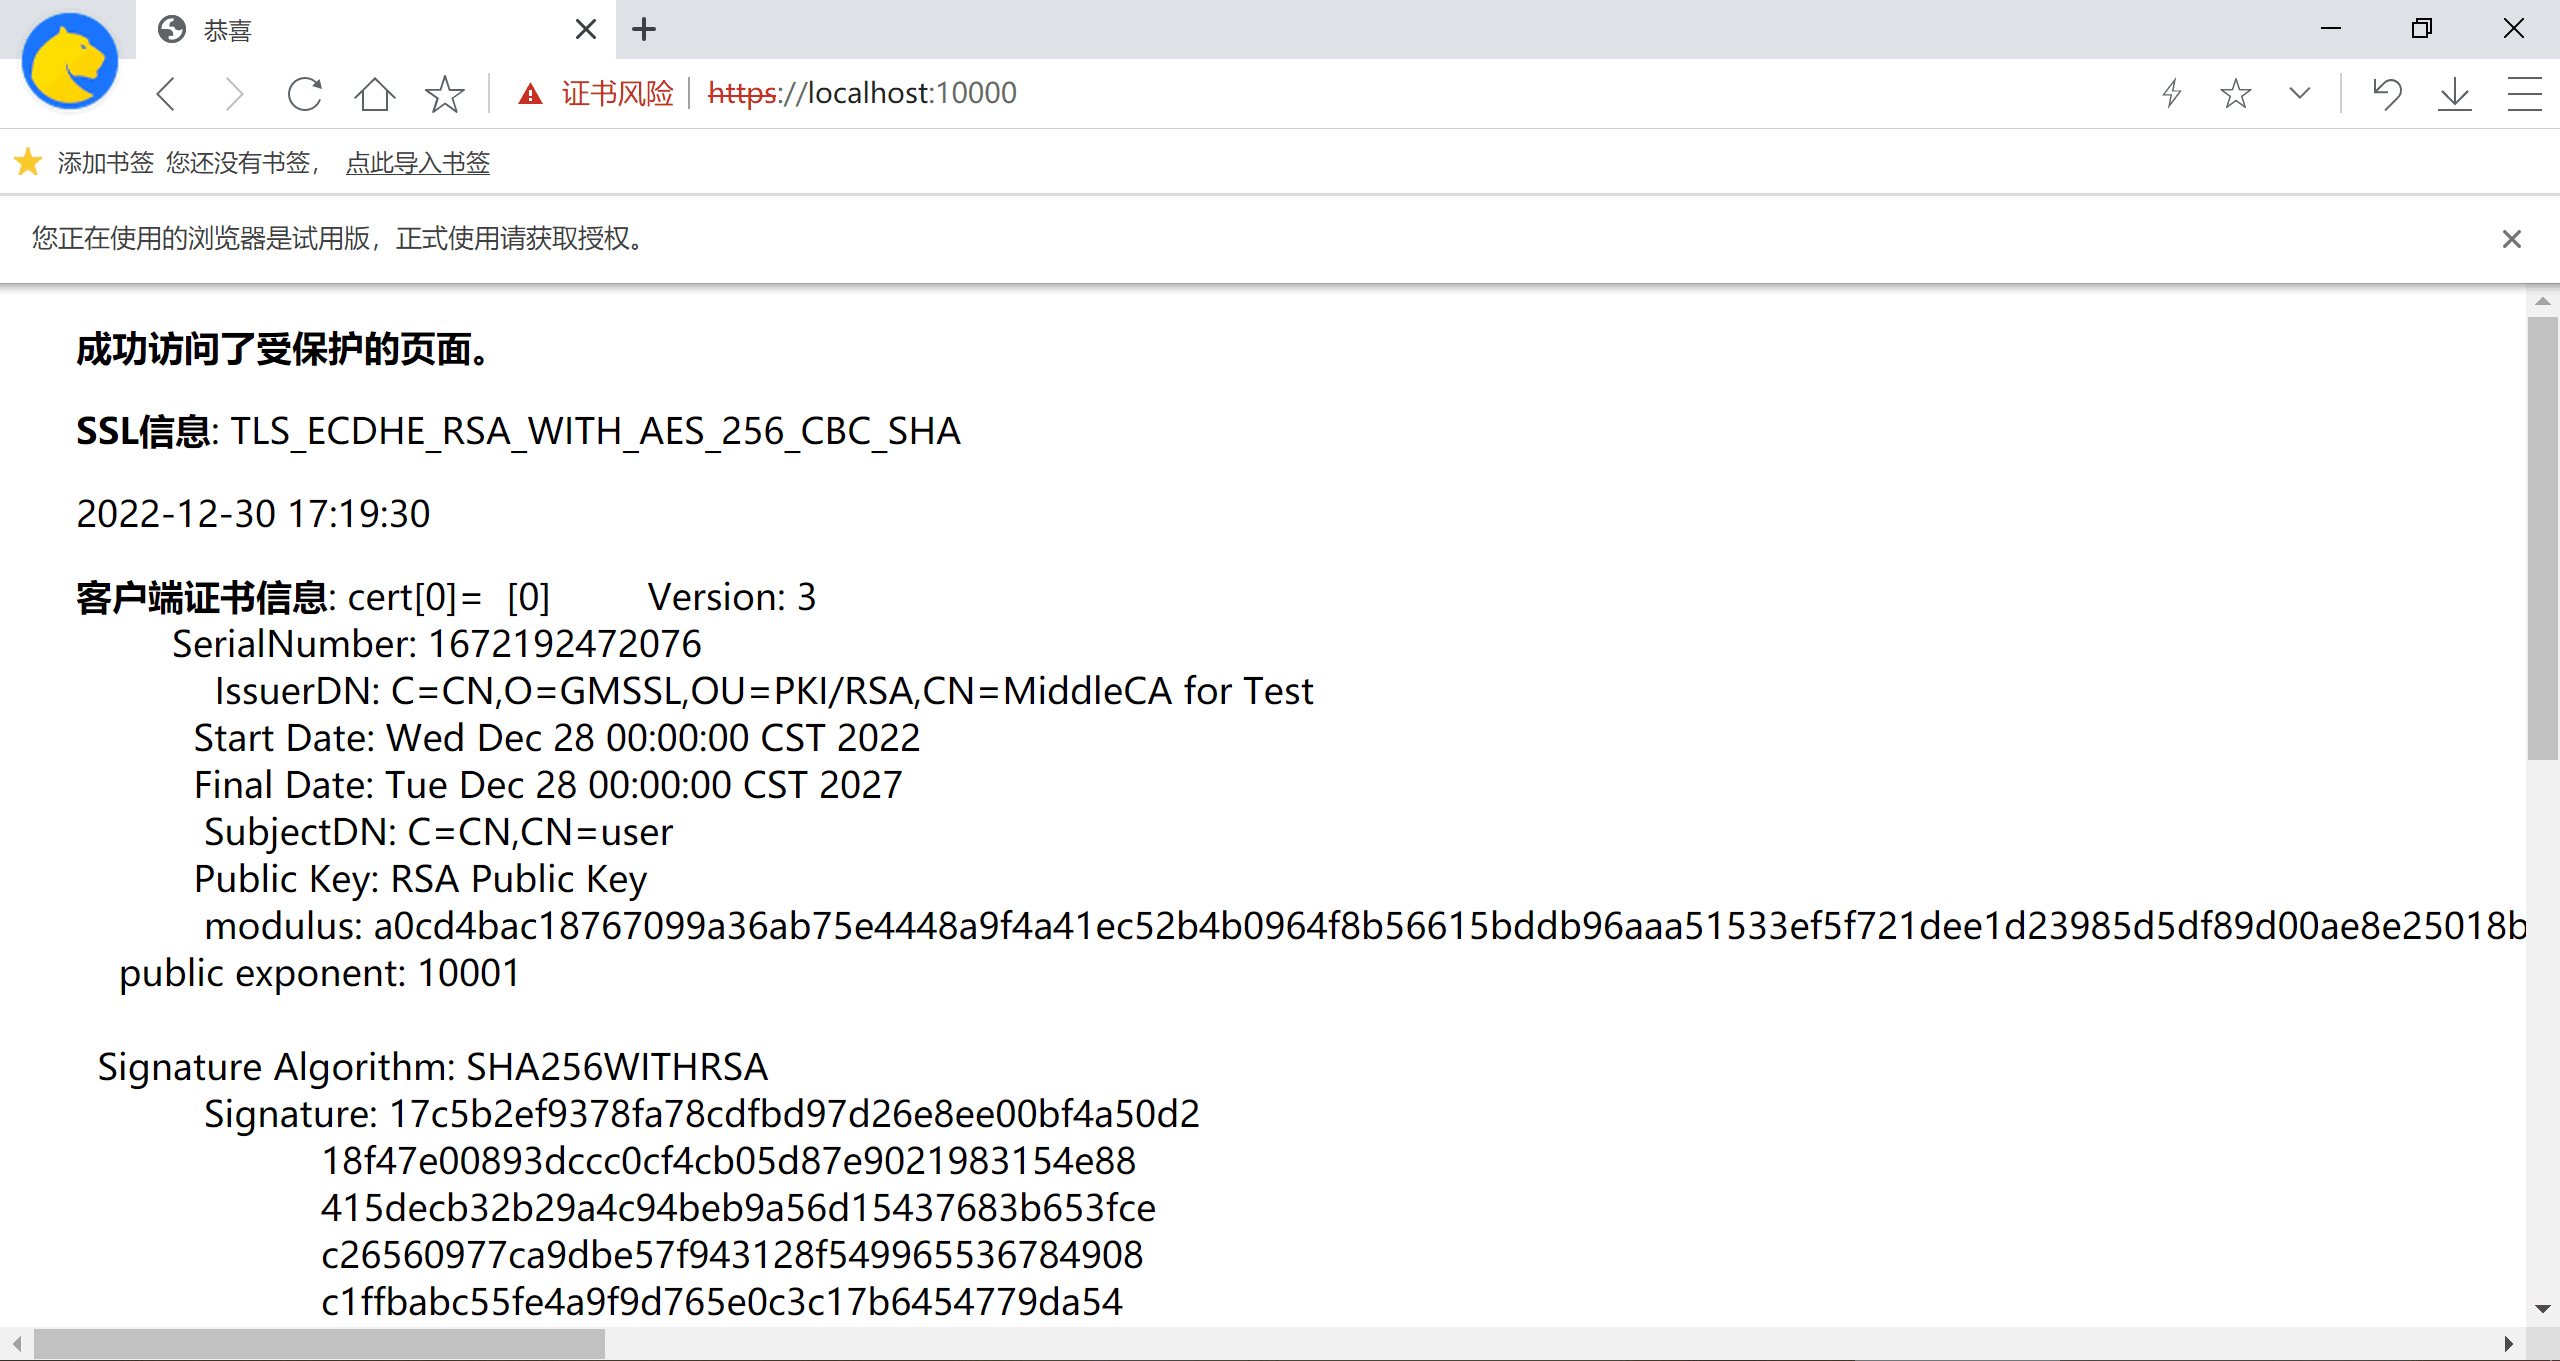 恭喜
证书风险 https://localhost:10000
添加书签 您还没有书签， 点此导入书签
您正在使用的浏览器是试用版，正式使用请获取授权。
成功访问了受保护的页面。
SSL信息: TLS_ECDHE_RSA_WITH_AES_256_CBC_SHA
2022-12-30 17:19:30
客户端证书信息: cert[0]= [0] Version: 3
SerialNumber: 1672192472076
IssuerDN: C=CN,O=GMSSL,OU=PKI/RSA,CN=MiddleCA for Test
Start Date: Wed Dec 28 00:00:00 CST 2022
Final Date: Tue Dec 28 00:00:00 CST 2027
SubjectDN: C=CN,CN=user
Public Key: RSA Public Key
modulus: a0cd4bac18767099a36ab75e4448a9f4a41ec52b4b0964f8b56615bddb96aaa51533ef5f721dee1d23985d5df89d00ae8e25018b
public exponent: 10001
Signature Algorithm: SHA256WITHRSA
Signature: 17c5b2ef9378fa78cdfbd97d26e8ee00bf4a50d2
18f47e00893dccc0cf4cb05d87e9021983154e88
415decb32b29a4c94beb9a56d15437683b653fce
c26560977ca9dbe57f943128f549965536784908
c1ffbabc55fe4a9f9d765e0c3c17b6454779da54